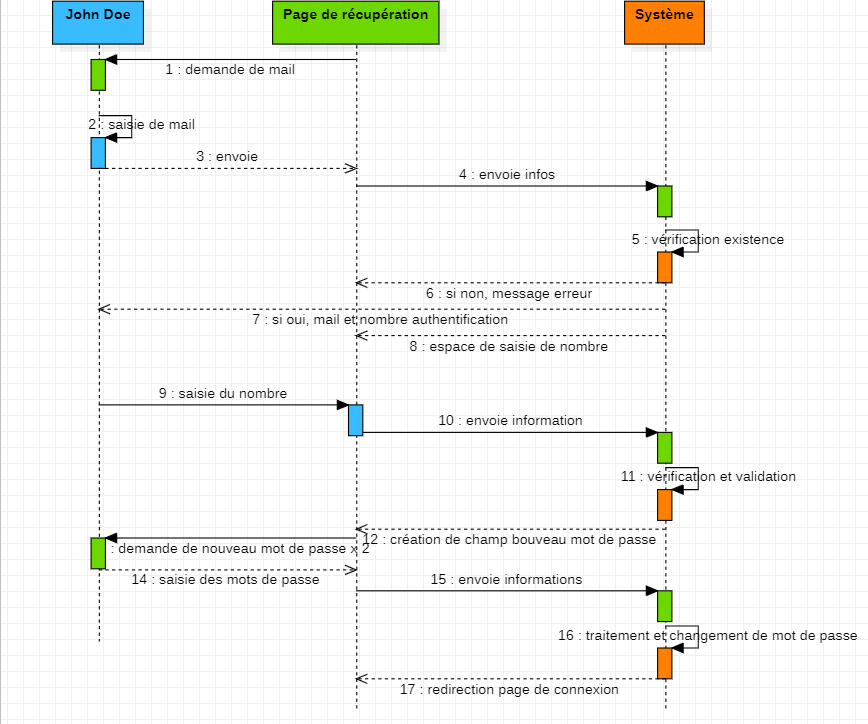 John Doe
Page de récupération
Système
1 : demande de mail
2 : saisie de mail
3 : envoie
4 : envoie infos
5 : vérification existence
6 : si non, message erreur
7 : si oui, mail et nombre authentification
8 : espace de saisie de nombre
9 : saisie du nombre
10 : envoie information
11 : vérification et validation
12 : création de champ bouveau mot de passe
: demande de nouveau mot de passe x 2
14 : saisie des mots de passe
15 : envoie informations
16 : traitement et changement de mot de passe
17 : redirection page de connexion